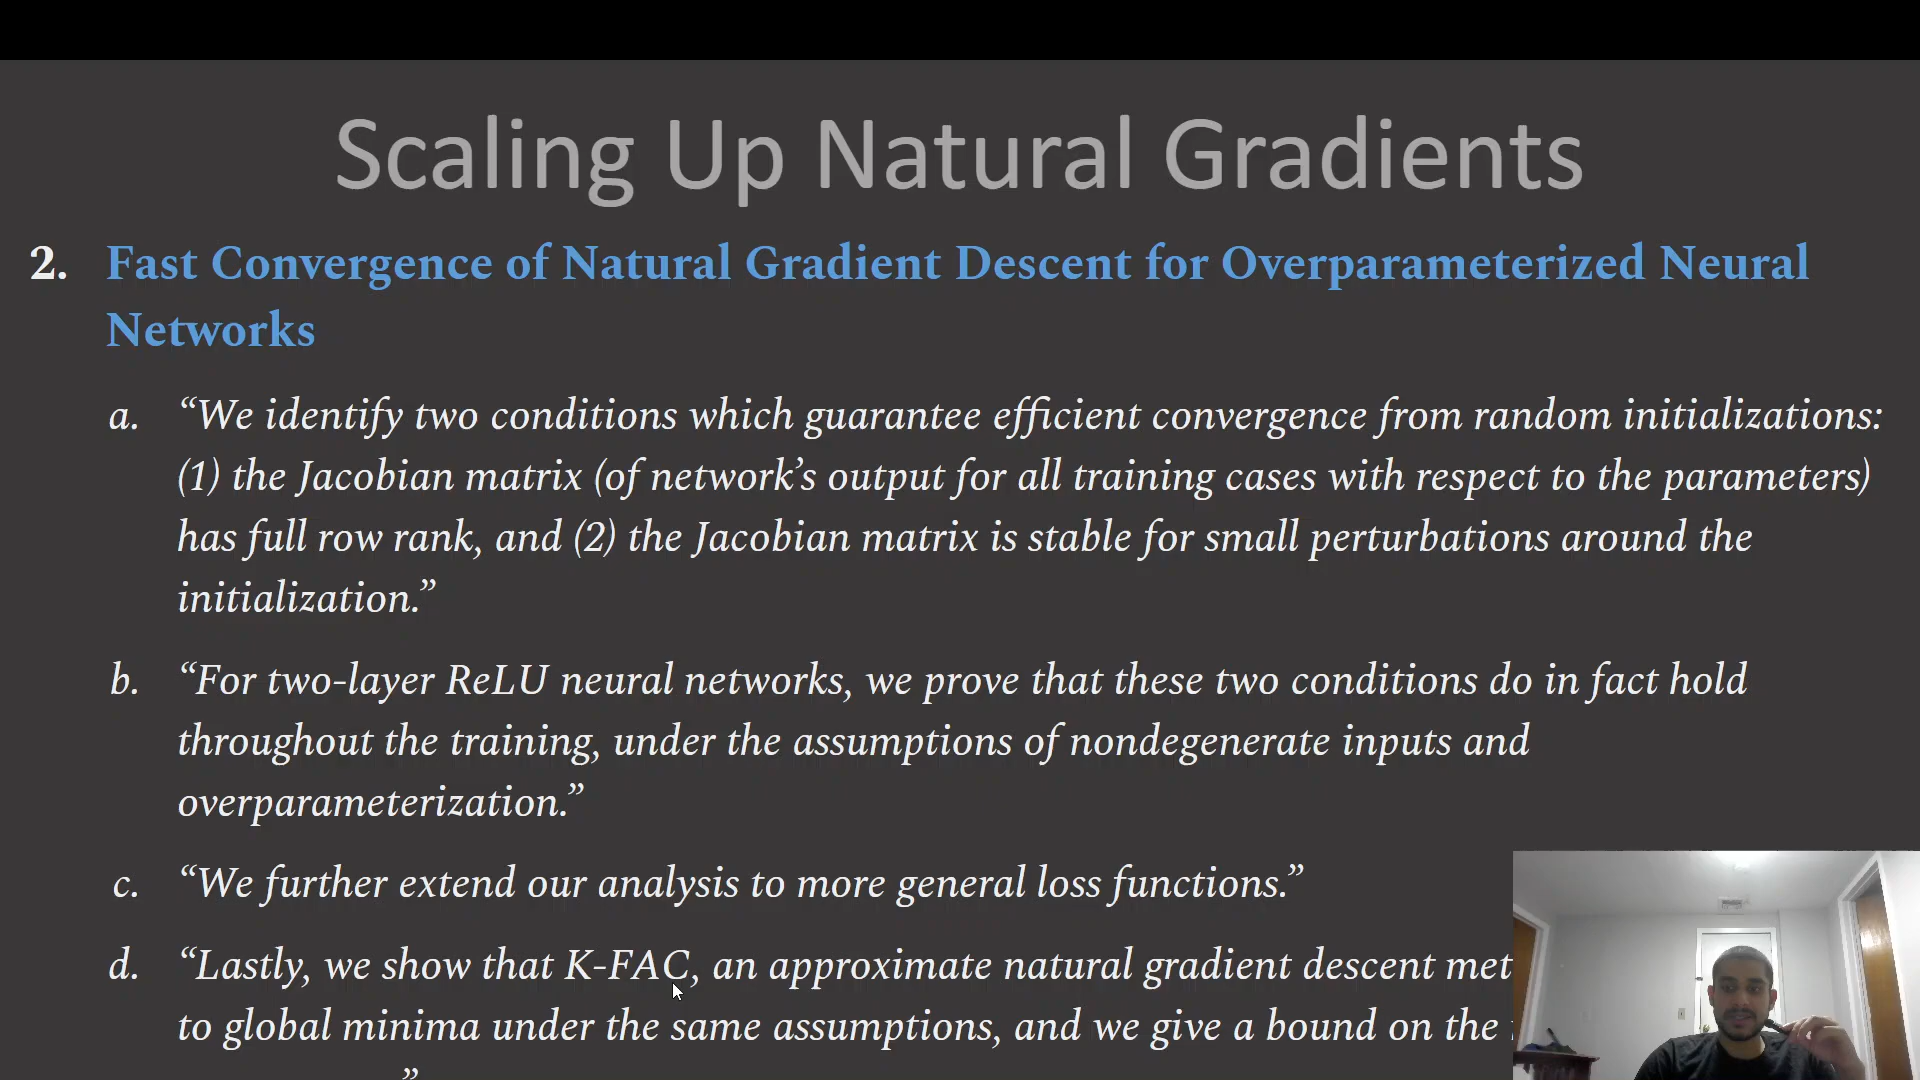 Scaling Up Natural Gradients
2. Fast Convergence of Natural Gradient Descent for Overparameterized Neural
Networks
a. “We identify two conditions which guarantee efficient convergence from random initializations:
(1) the Jacobian matrix (of network’s output for all training cases with respect to the parameters)
has full row rank, and (2) the Jacobian matrix is stable for small perturbations around the
initialization.”
b. “For two-layer ReLU neural networks, we prove that these two conditions do in fact hold
throughout the training, under the assumptions of nondegenerate inputs and
overparameterization.”
c. “We further extend our analysis to more general loss functions.”
d. “Lastly, we show that K-FAC, an approximate natural gradient descent met
to global minima under the same assumptions, and we give a bound on the
”